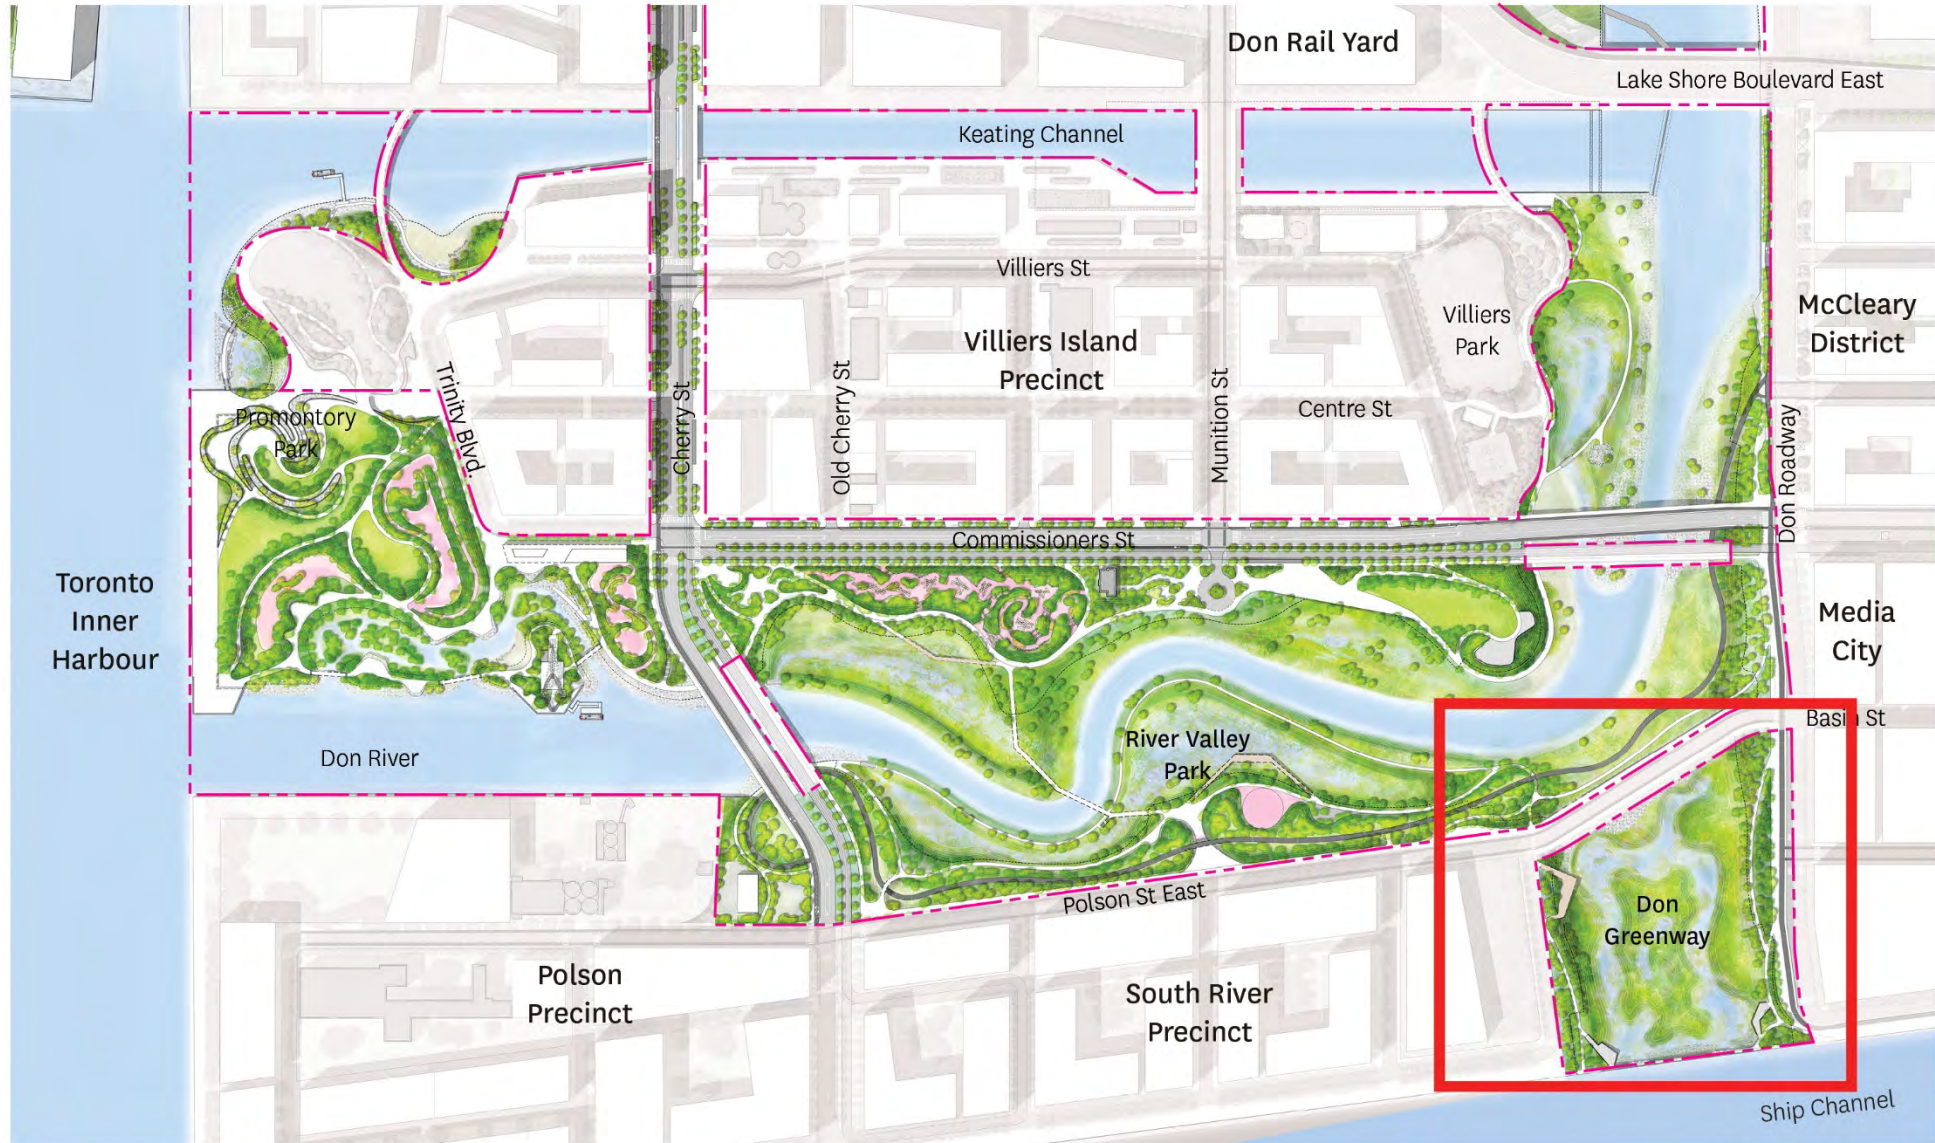 Don Rail Yard
Lake Shore Boulevard East
Keating Channel
Villiers St
Villiers
Park
McCleary
District
Villiers Island
Precinct
Trinity Blvd.
Cherry St
Old Cherry St
Munition St
Centre St
Don Roadway
Promontory
Park
Commissioners St
Toronto
Inner
Harbour
Media
City
Basin St
River Valley
Park
Don River
Polson St East
Don
Greenway
Polson
Precinct
South River
Precinct
Ship Channel